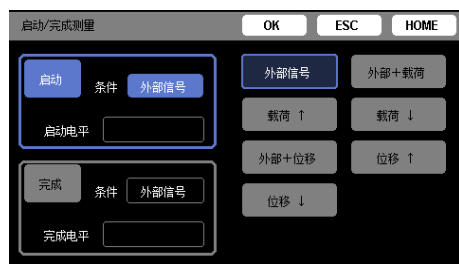 启动/完成测量 OK ESC HOME
启动 条件 外部信号
启动电平
完成 条件 外部信号
完成电平
外部信号 外部＋载荷
载荷 ↑ 载荷 ↓
外部＋位移 位移 ↑
位移 ↓